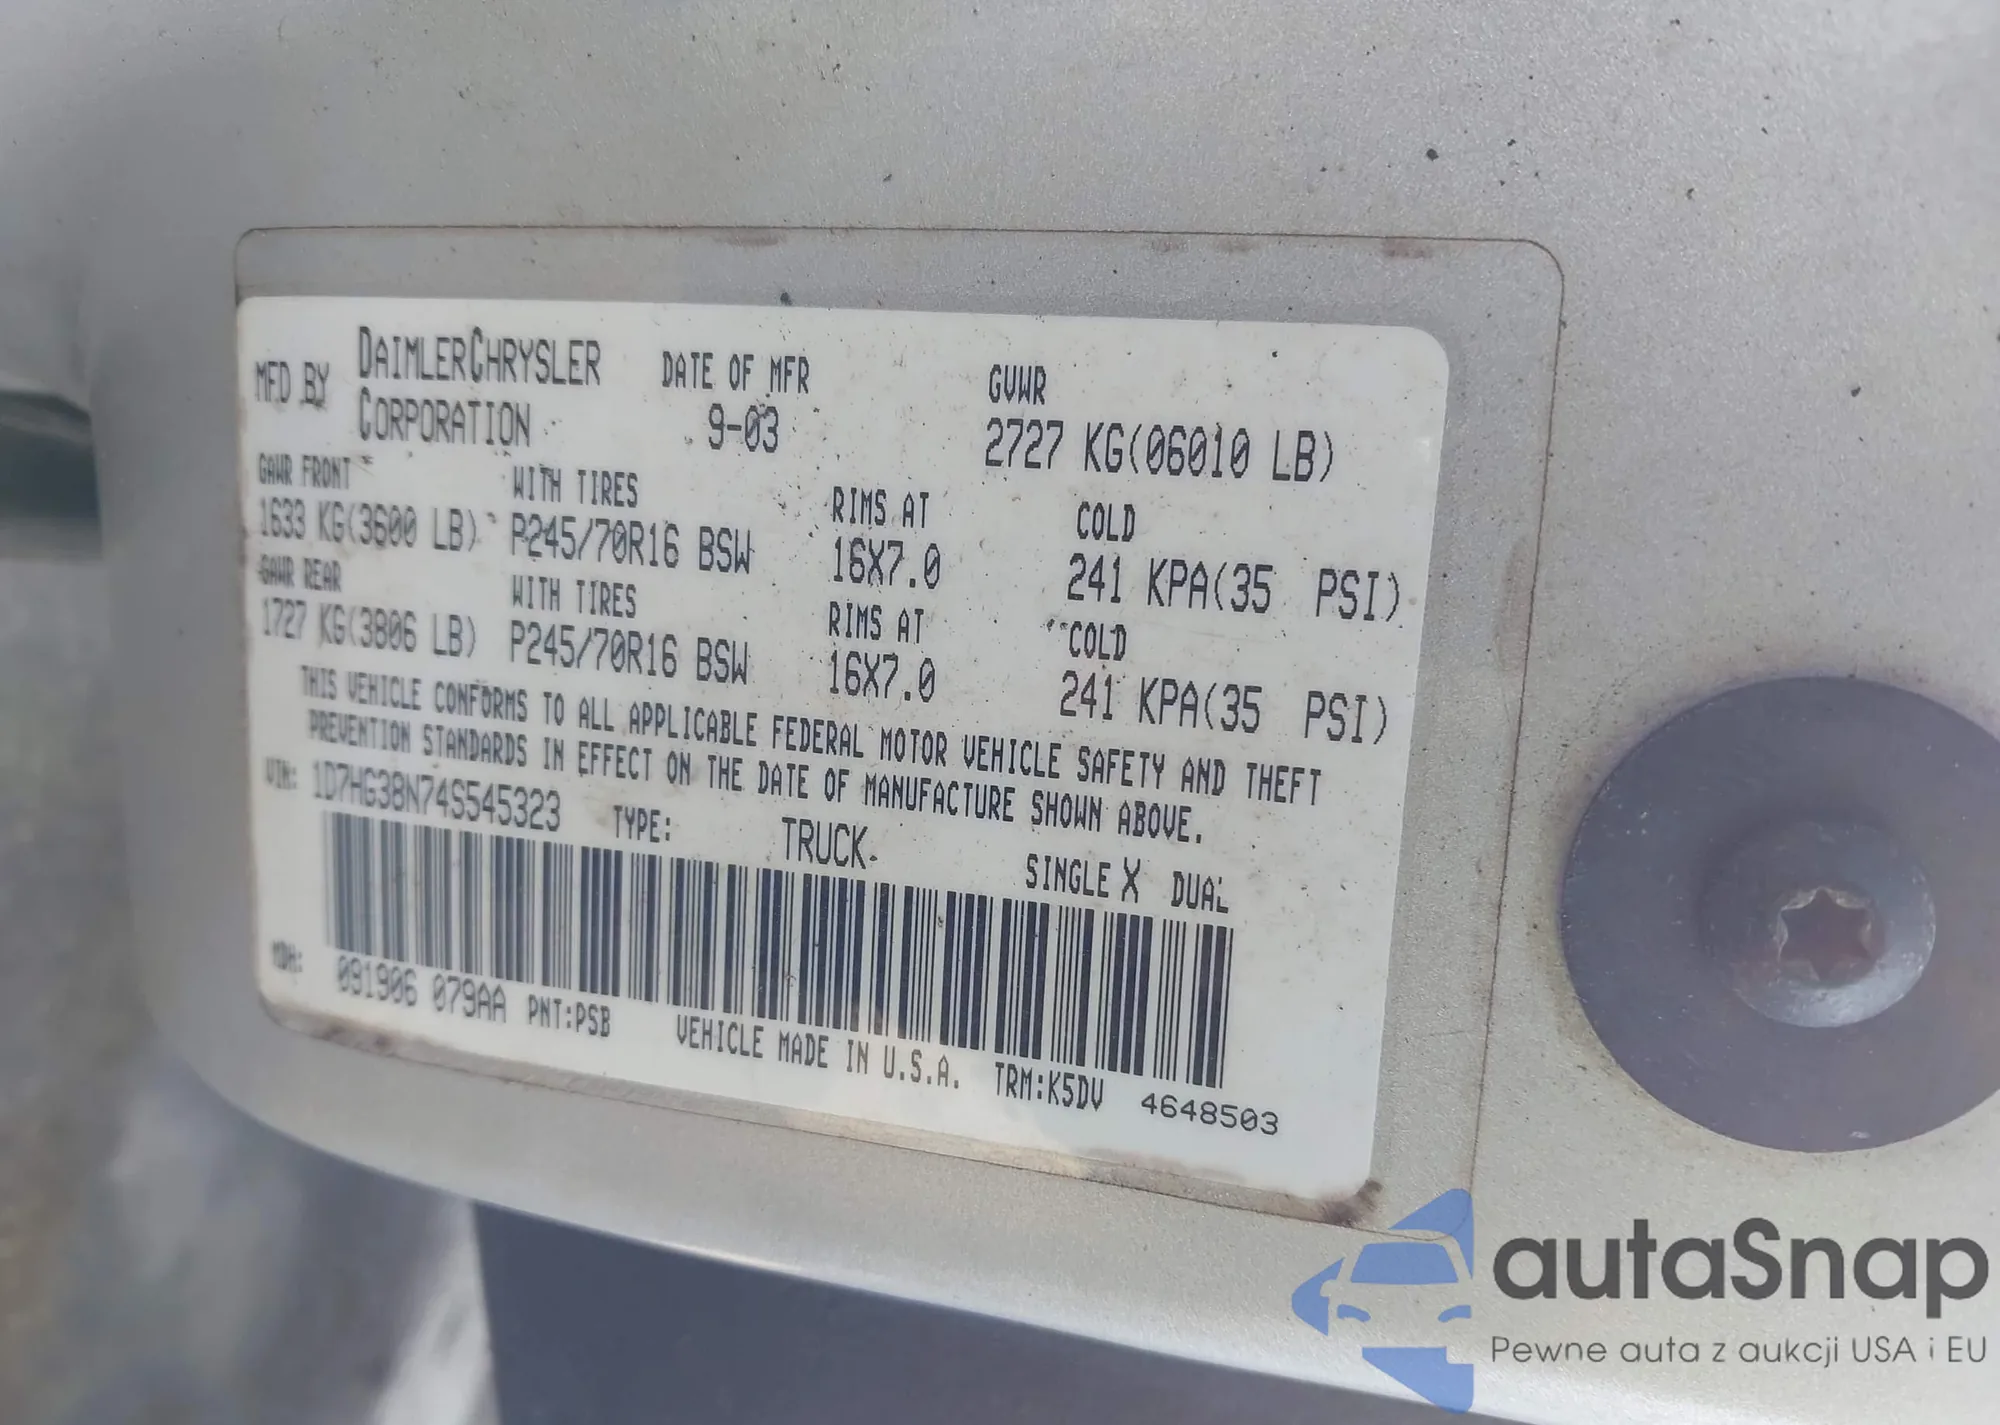 MFD BY DAIMLERCHRYSLER CORPORATION DATE OF MFR 9-03 GVWR 2727 KG(06010 LB)
GAWR FRONT WITH TIRES RIMS AT COLD
1633 KG(3600 LB) P245/70R16 BSW 16X7.0 241 KPA(35 PSI)
GAWR REAR WITH TIRES RIMS AT COLD
1727 KG(3806 LB) P245/70R16 BSW 16X7.0 241 KPA(35 PSI)
THIS VEHICLE CONFORMS TO ALL APPLICABLE FEDERAL MOTOR VEHICLE SAFETY AND THEFT
PREVENTION STANDARDS IN EFFECT ON THE DATE OF MANUFACTURE SHOWN ABOVE.
VIN: 1D7HG38N74S545323 TYPE: TRUCK SINGLE X DUAL
MDH: 091906 079AA PNT:PSB VEHICLE MADE IN U.S.A. TRM:K5DV 4648503
autaSnap
Pewne auta z aukcji USA i EU